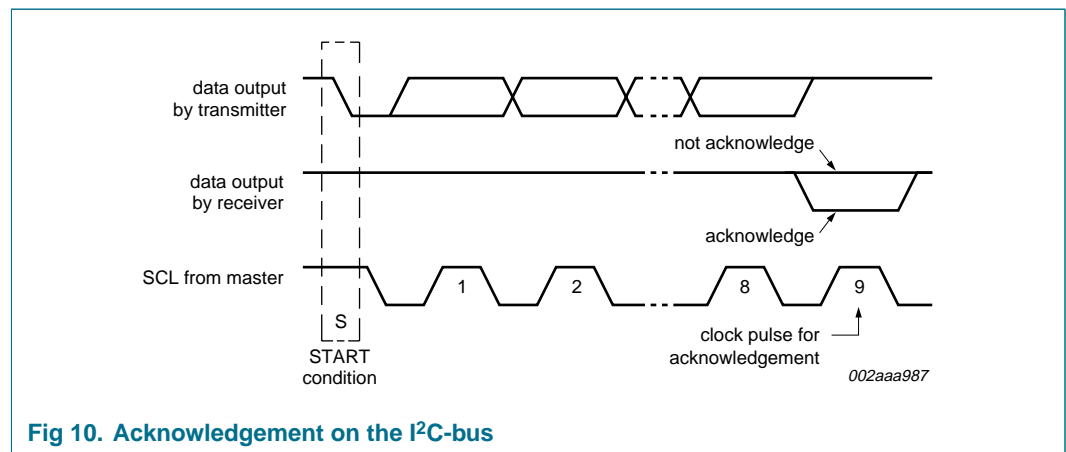 data output
by transmitter
not acknowledge
data output
by receiver
acknowledge
SCL from master
1
2
8
9
S
START
condition
clock pulse for
acknowledgement
002aaa987
Fig 10. Acknowledgement on the I²C-bus